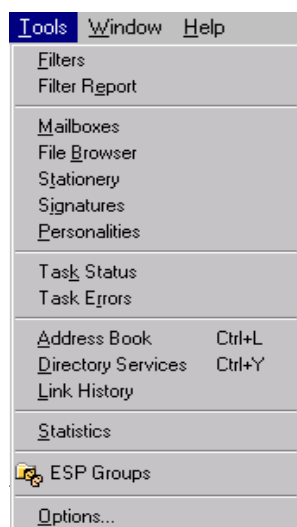 Tools Window Help
Filters
Filter Report
Mailboxes
File Browser
Stationery
Signatures
Personalities
Task Status
Task Errors
Address Book Ctrl+L
Directory Services Ctrl+Y
Link History
Statistics
ESP Groups
Options...